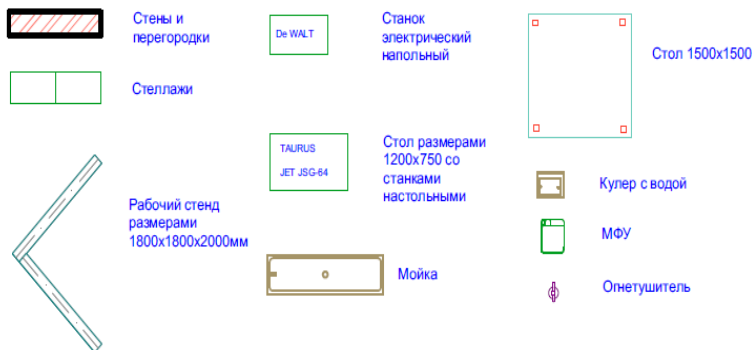 Стены и
перегородки
Стеллажи
Рабочий стенд
размерами
1800х1800х2000мм
De WALT
Станок
электрический
напольный
TAURUS
JET JSG-64
Стол размерами
1200х750 со
станками
настольными
Мойка
Стол 1500х1500
Кулер с водой
МФУ
Огнетушитель